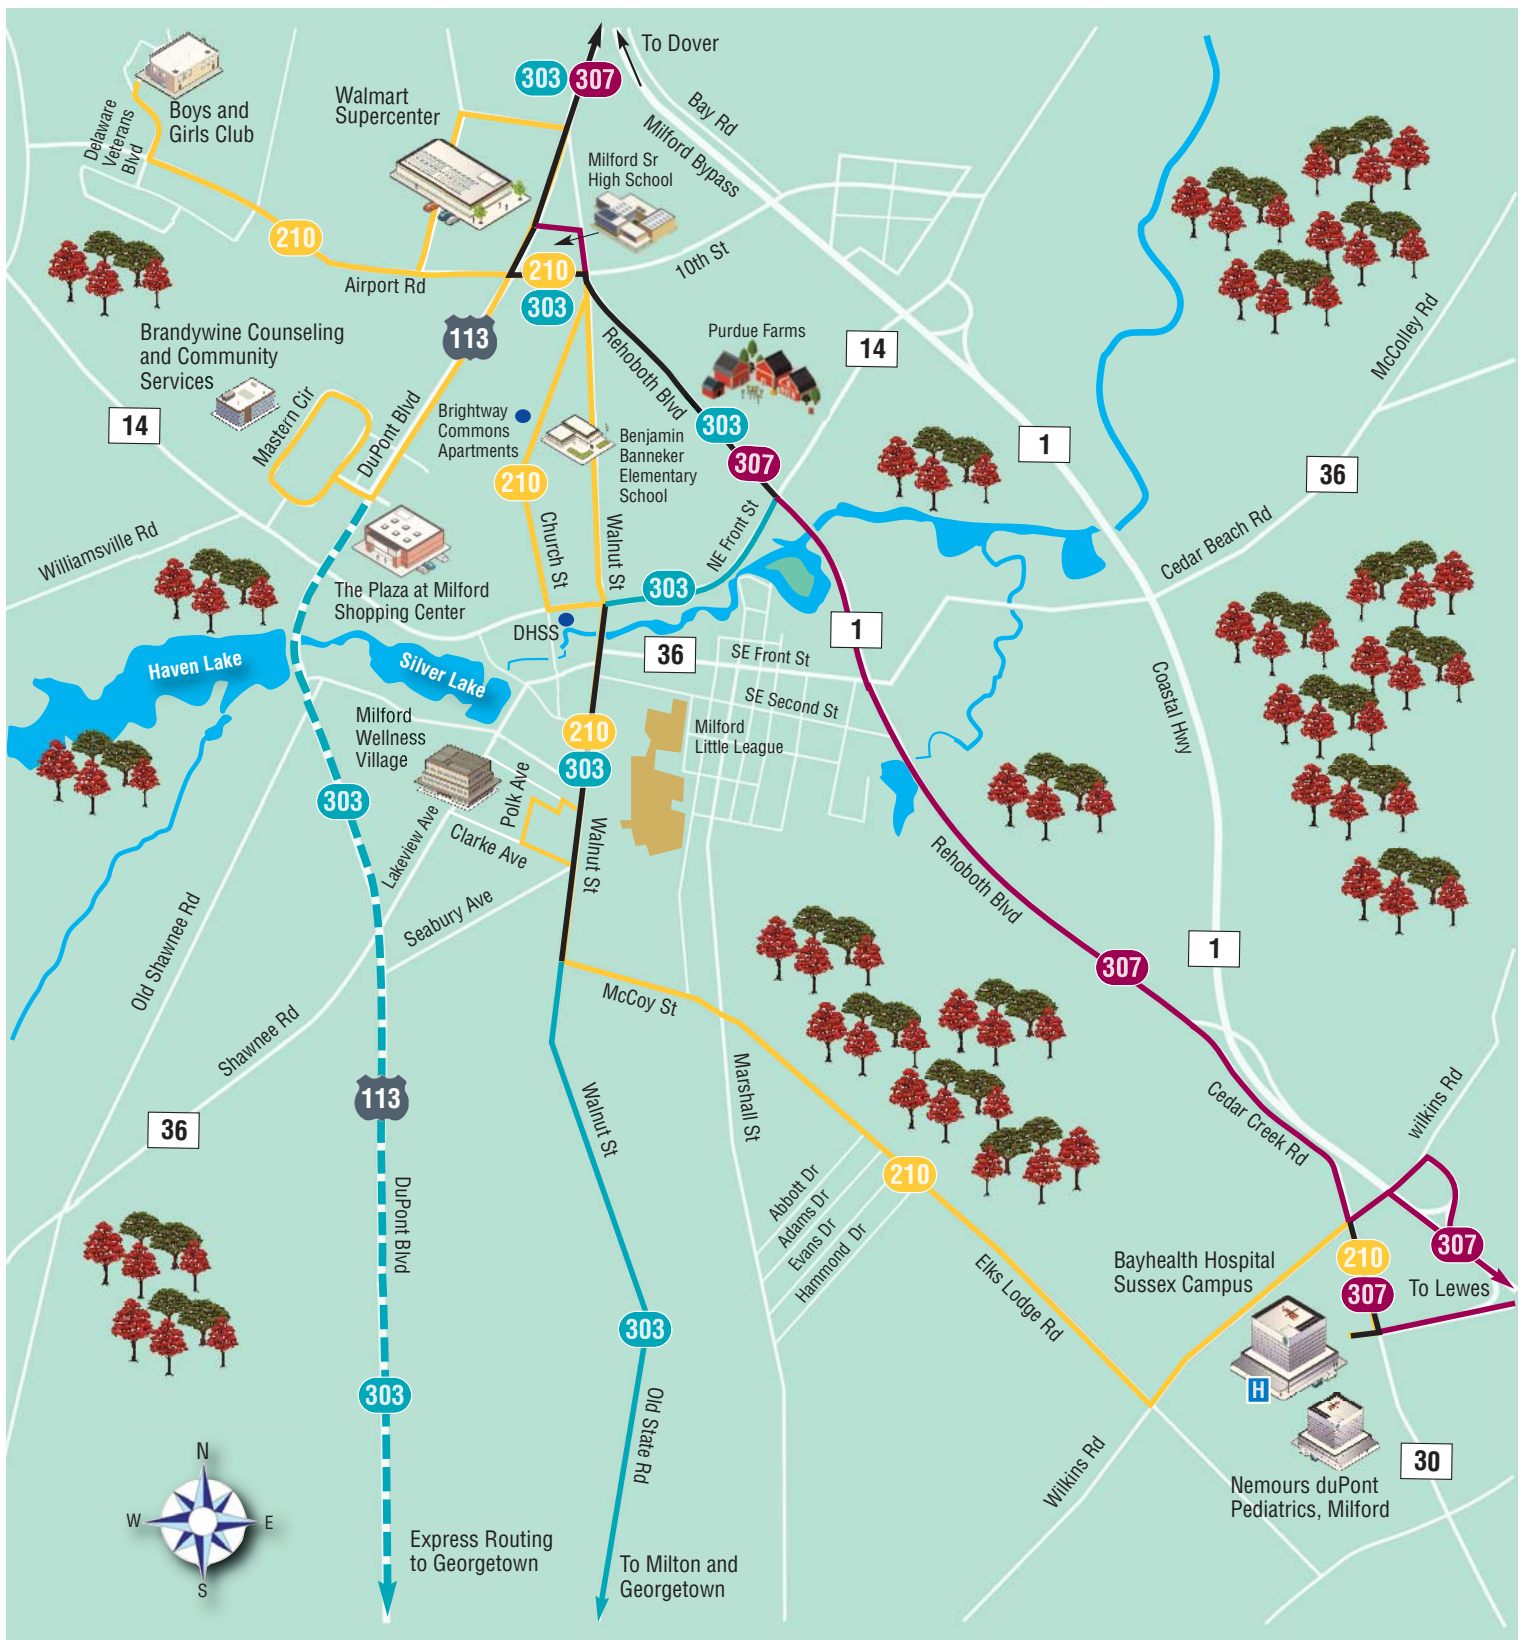 To Dover
303
307
Walmart
Supercenter
Boys and
Girls Club
Delaware
Veterans
Blvd
Bay Rd
Milford Bypass
Milford Sr
High School
210
10th St
210
303
Airport Rd
113
Brandywine Counseling
and Community
Services
Purdue Farms
14
Rehoboth Blvd
McColley Rd
14
Mastern Cir
DuPont Blvd
Brightway
Commons
Apartments
Benjamin
Banneker
Elementary
School
303
307
1
36
210
Church St
Walnut St
NE Front St
Williamsville Rd
Cedar Beach Rd
The Plaza at Milford
Shopping Center
303
DHSS
1
36
SE Front St
Haven Lake
Silver Lake
SE Second St
Coastal Hwy
Milford
Wellness
Village
210
303
Milford
Little League
303
Polk Ave
Lakeview Ave
Clarke Ave
Walnut St
Rehoboth Blvd
Old Shawnee Rd
Seabury Ave
1
307
McCoy St
Shawnee Rd
113
36
Walnut St
Marshall St
Cedar Creek Rd
wilkins Rd
Abbott Dr
Adams Dr
Evans Dr
Hammond Dr
210
DuPont Blvd
Elks Lodge Rd
Bayhealth Hospital
Sussex Campus
210
307
307
To Lewes
303
303
H
Old State Rd
Wilkins Rd
30
Nemours duPont
Pediatrics, Milford
N
W
E
S
Express Routing
to Georgetown
To Milton and
Georgetown